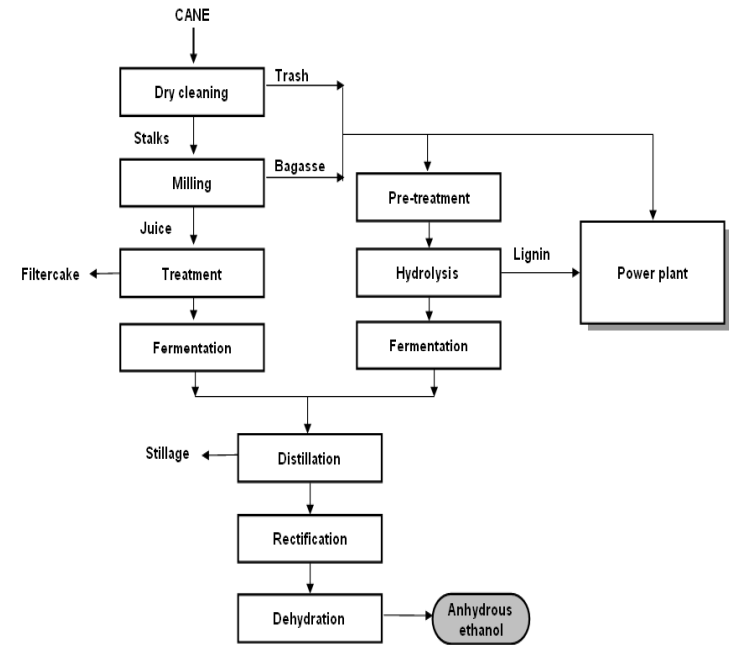 CANE
Dry cleaning
Trash
Stalks
Milling
Bagasse
Pre-treatment
Juice
Filtercake
Treatment
Hydrolysis
Lignin
Power plant
Fermentation
Fermentation
Stillage
Distillation
Rectification
Dehydration
Anhydrous
ethanol